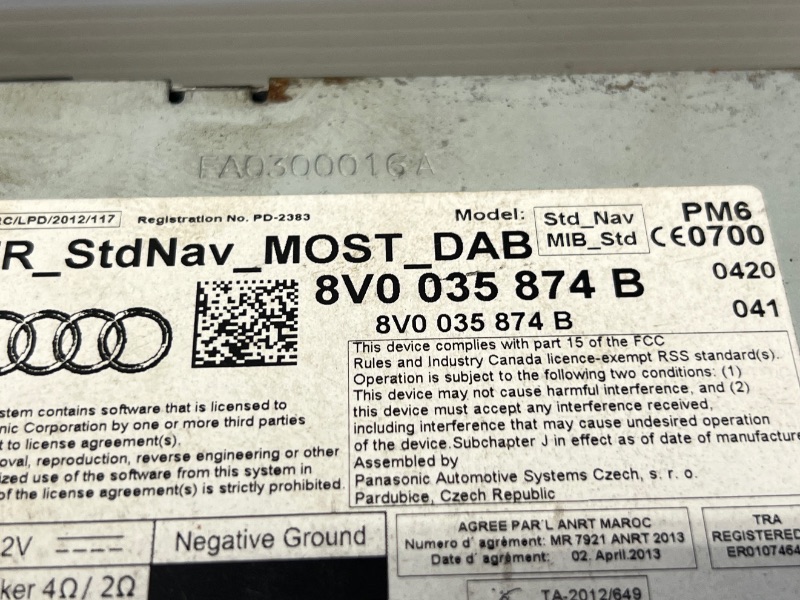 FA0300016A
RC/LPD/2012/117
Registration No. PD-2383
Model:
Std_Nav
MIB_Std
PM6
CE0700
R_StdNav_MOST_DAB
8V0 035 874 B
0420
8V0 035 874 B
041
This device complies with part 15 of the FCC
Rules and Industry Canada licence-exempt RSS standard(s).
Operation is subject to the following two conditions: (1)
This device may not cause harmful interference, and (2)
this device must accept any interference received,
including interference that may cause undesired operation
of the device.Subchapter J in effect as of date of manufacture
Assembled by
Panasonic Automotive Systems Czech, s. r. o.
Pardubice, Czech Republic
stem contains software that is licensed to
nic Corporation by one or more third parties
t to license agreement(s).
oval, reproduction, reverse engineering or other
ized use of the software from this system in
of the license agreement(s) is strictly prohibited.
2V
Negative Ground
ker 4Ω/ 2Ω
AGREE PAR'L ANRT MAROC
Numero d' agrément: MR 7921 ANRT 2013
Date d' agrément: 02. April.2013
TRA
REGISTERED
ER0107464
TA-2012/649